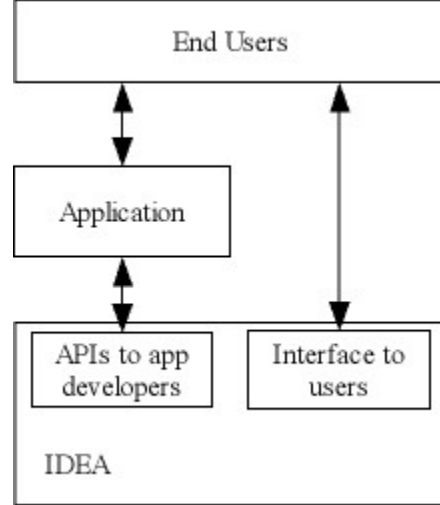 End Users
Application
APIs to app
developers
Interface to
users
IDEA